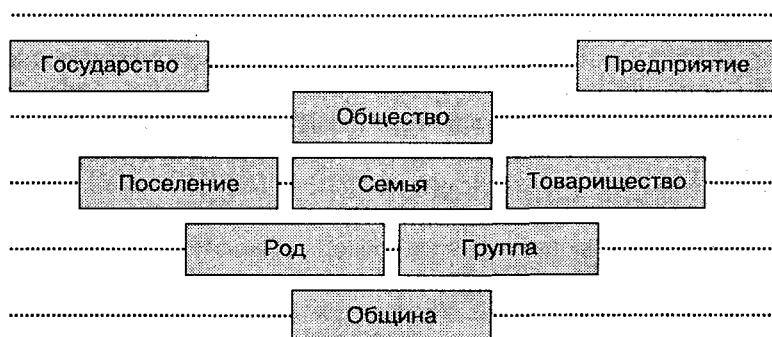 Государство
Предприятие
Общество
Поселение
Семья
Товарищество
Род
Группа
Община